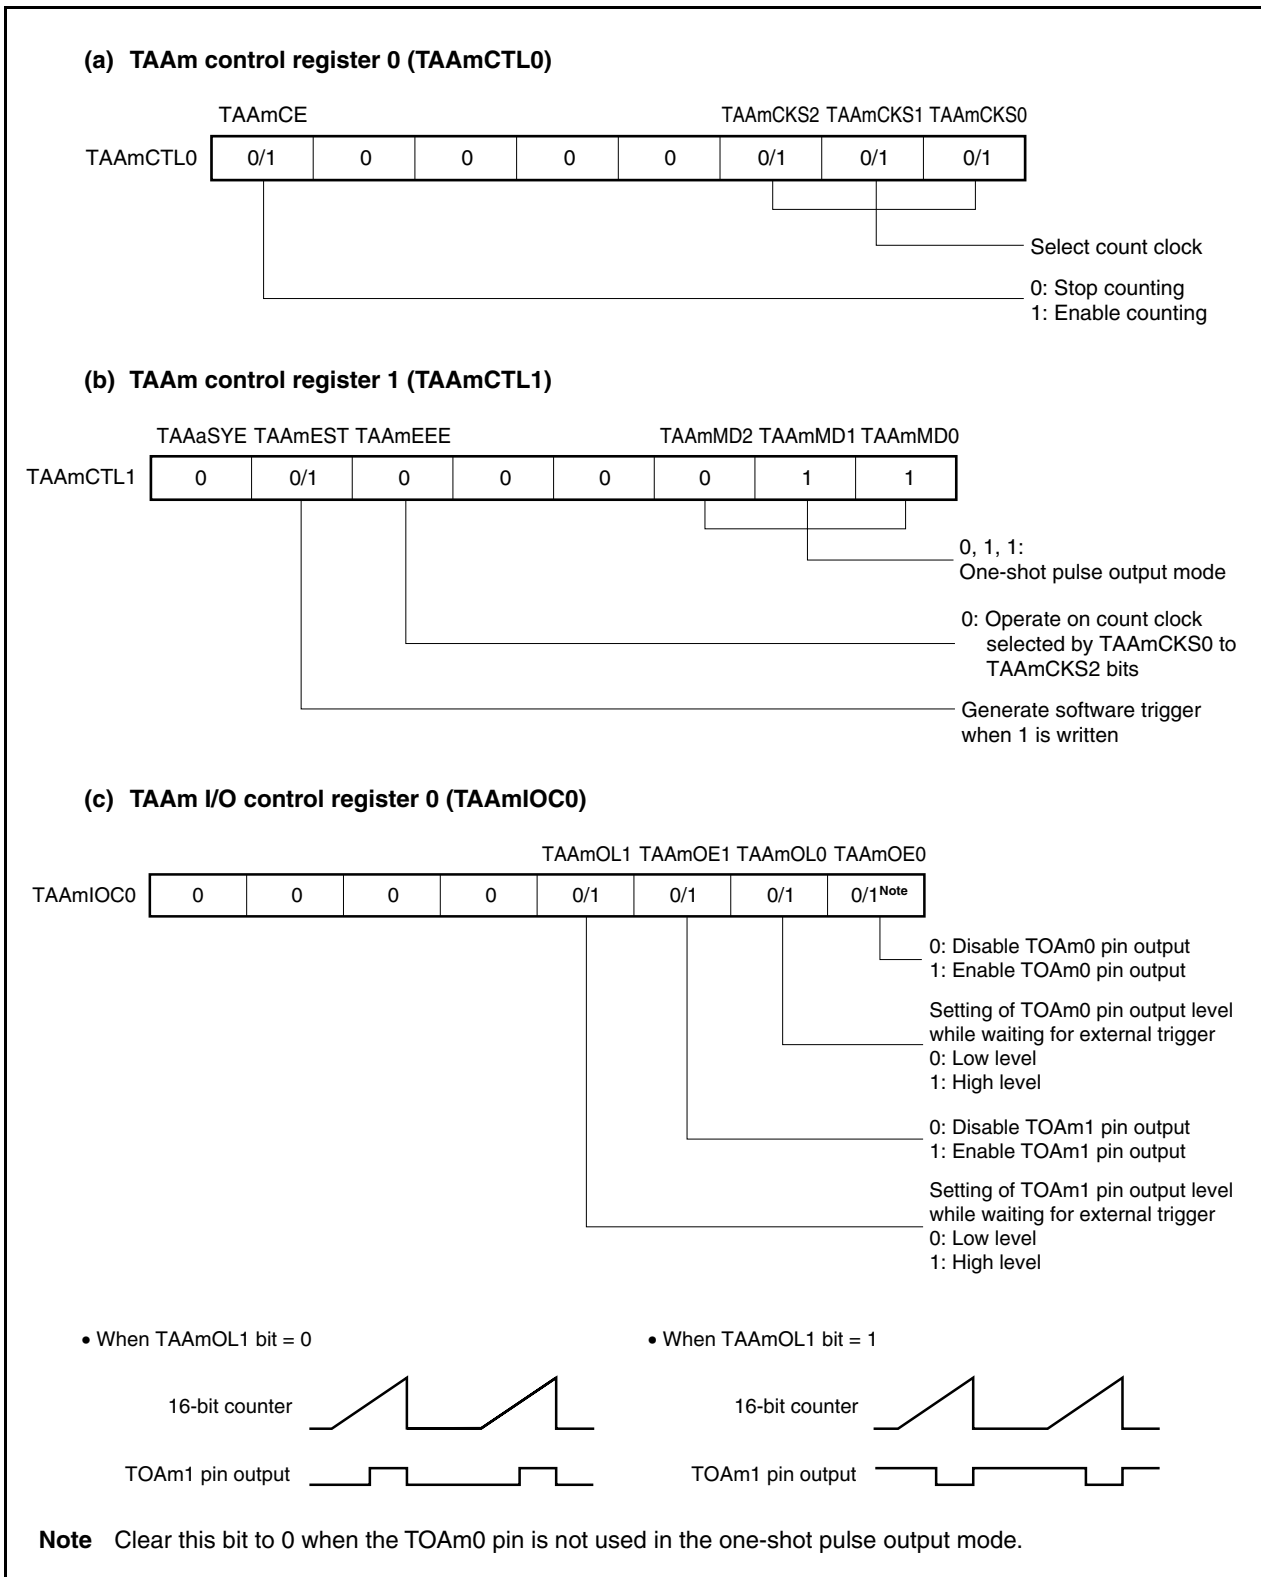 (a) TAAm control register 0 (TAAmCTL0)
TAAmCE TAAmCKS2 TAAmCKS1 TAAmCKS0
TAAmCTL0 0/1 0 0 0 0 0/1 0/1 0/1
Select count clock
0: Stop counting
1: Enable counting
(b) TAAm control register 1 (TAAmCTL1)
TAAaSYE TAAmEST TAAmEEE TAAmMD2 TAAmMD1 TAAmMD0
TAAmCTL1 0 0/1 0 0 0 0 1 1
0, 1, 1:
One-shot pulse output mode
0: Operate on count clock
selected by TAAmCKS0 to
TAAmCKS2 bits
Generate software trigger
when 1 is written
(c) TAAm I/O control register 0 (TAAmIOC0)
TAAmOL1 TAAmOE1 TAAmOL0 TAAmOE0
TAAmIOC0 0 0 0 0 0/1 0/1 0/1 0/1Note
0: Disable TOAm0 pin output
1: Enable TOAm0 pin output
Setting of TOAm0 pin output level
while waiting for external trigger
0: Low level
1: High level
0: Disable TOAm1 pin output
1: Enable TOAm1 pin output
Setting of TOAm1 pin output level
while waiting for external trigger
0: Low level
1: High level
• When TAAmOL1 bit = 0
16-bit counter
TOAm1 pin output
• When TAAmOL1 bit = 1
16-bit counter
TOAm1 pin output
Note Clear this bit to 0 when the TOAm0 pin is not used in the one-shot pulse output mode.